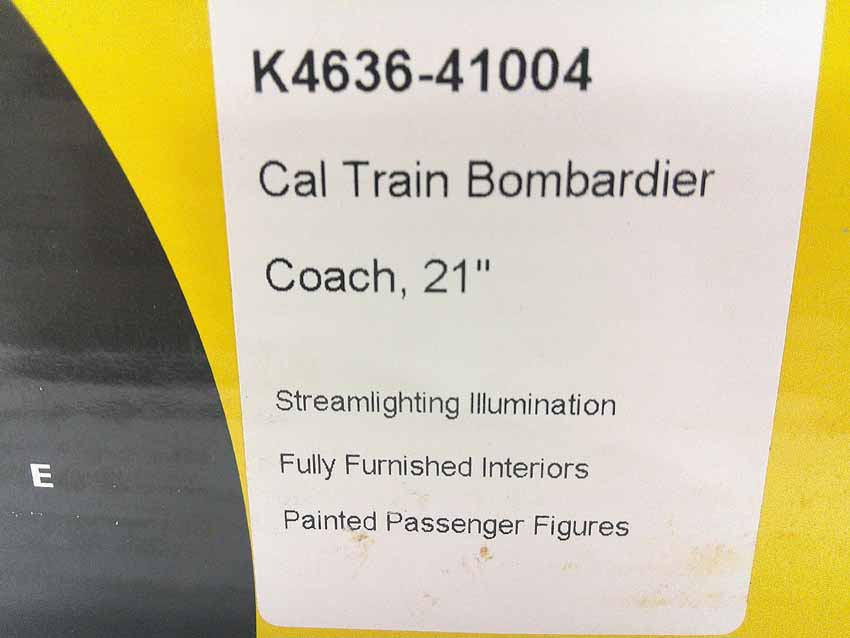 K4636-41004
Cal Train Bombardier
Coach, 21"
Streamlighting Illumination
Fully Furnished Interiors
Painted Passenger Figures
E